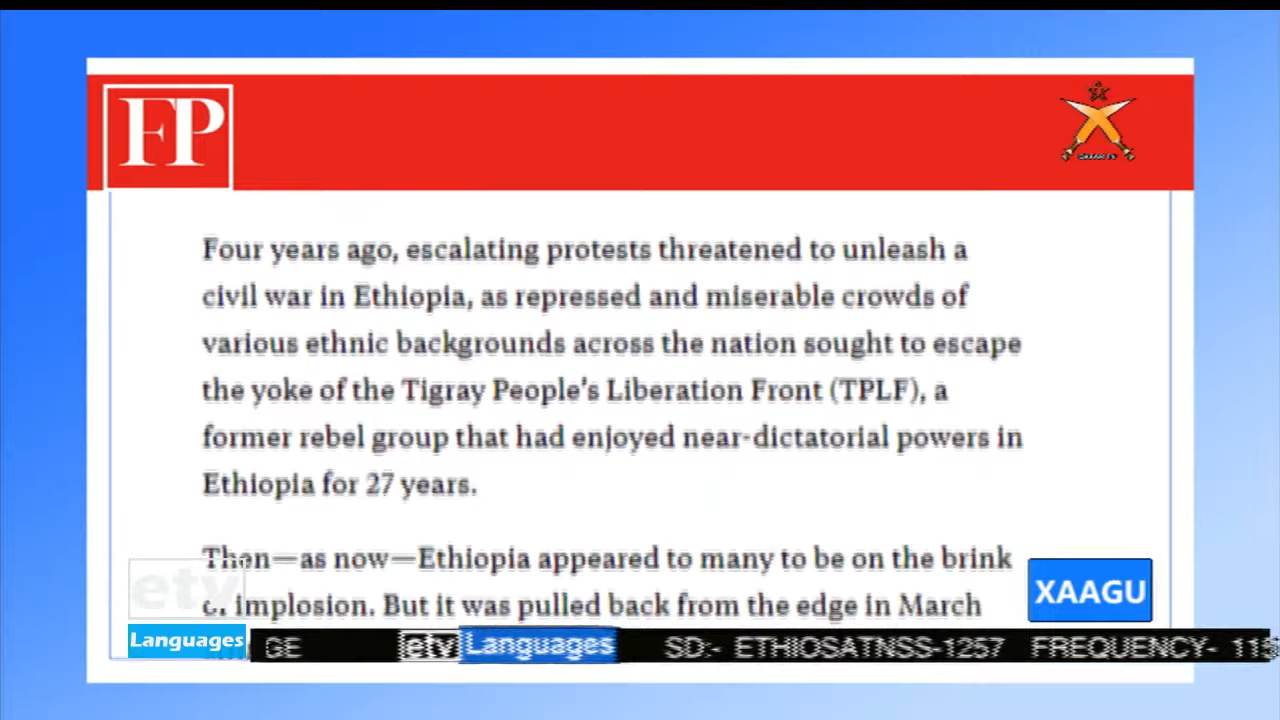 FP
Four years ago, escalating protests threatened to unleash a
civil war in Ethiopia, as repressed and miserable crowds of
various ethnic backgrounds across the nation sought to escape
the yoke of the Tigray People's Liberation Front (TPLF), a
former rebel group that had enjoyed near-dictatorial powers in
Ethiopia for 27 years.
Then—as now—Ethiopia appeared to many to be on the brink
of implosion. But it was pulled back from the edge in March
etv
Languages
XAAGU
GE etv Languages SD:- ETHIOSATNSS-1257 FREQUENCY- 115